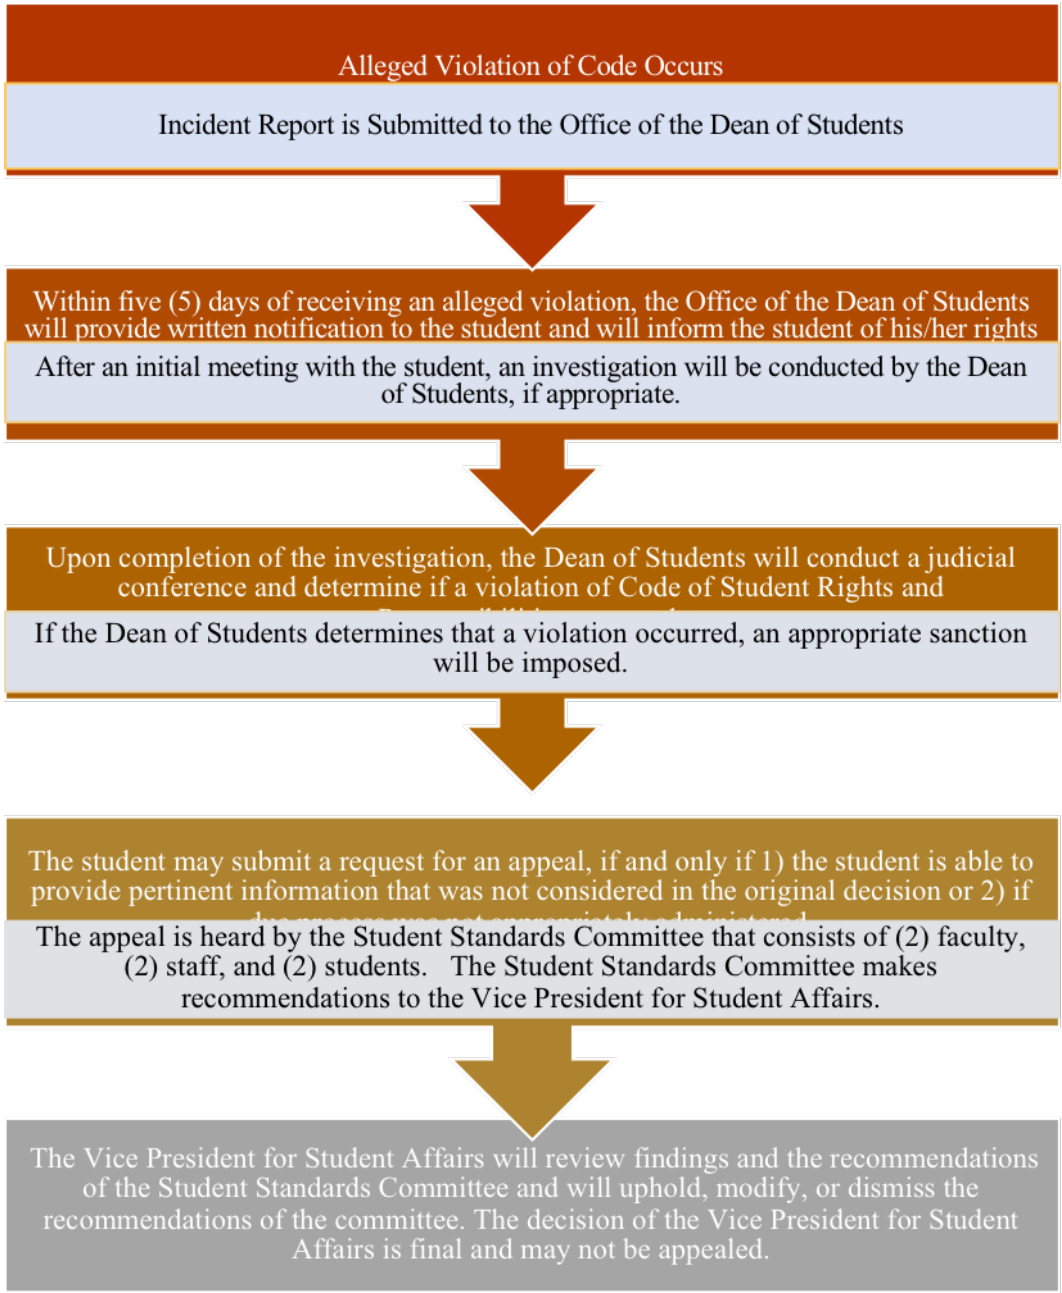 Alleged Violation of Code Occurs
Incident Report is Submitted to the Office of the Dean of Students
Within five (5) days of receiving an alleged violation, the Office of the Dean of Students
will provide written notification to the student and will inform the student of his/her rights
After an initial meeting with the student, an investigation will be conducted by the Dean
of Students, if appropriate.
Upon completion of the investigation, the Dean of Students will conduct a judicial
conference and determine if a violation of Code of Student Rights and
If the Dean of Students determines that a violation occurred, an appropriate sanction
will be imposed.
The student may submit a request for an appeal, if and only if 1) the student is able to
provide pertinent information that was not considered in the original decision or 2) if
due process was not appropriately administered
The appeal is heard by the Student Standards Committee that consists of (2) faculty,
(2) staff, and (2) students. The Student Standards Committee makes
recommendations to the Vice President for Student Affairs.
The Vice President for Student Affairs will review findings and the recommendations
of the Student Standards Committee and will uphold, modify, or dismiss the
recommendations of the committee. The decision of the Vice President for Student
Affairs is final and may not be appealed.